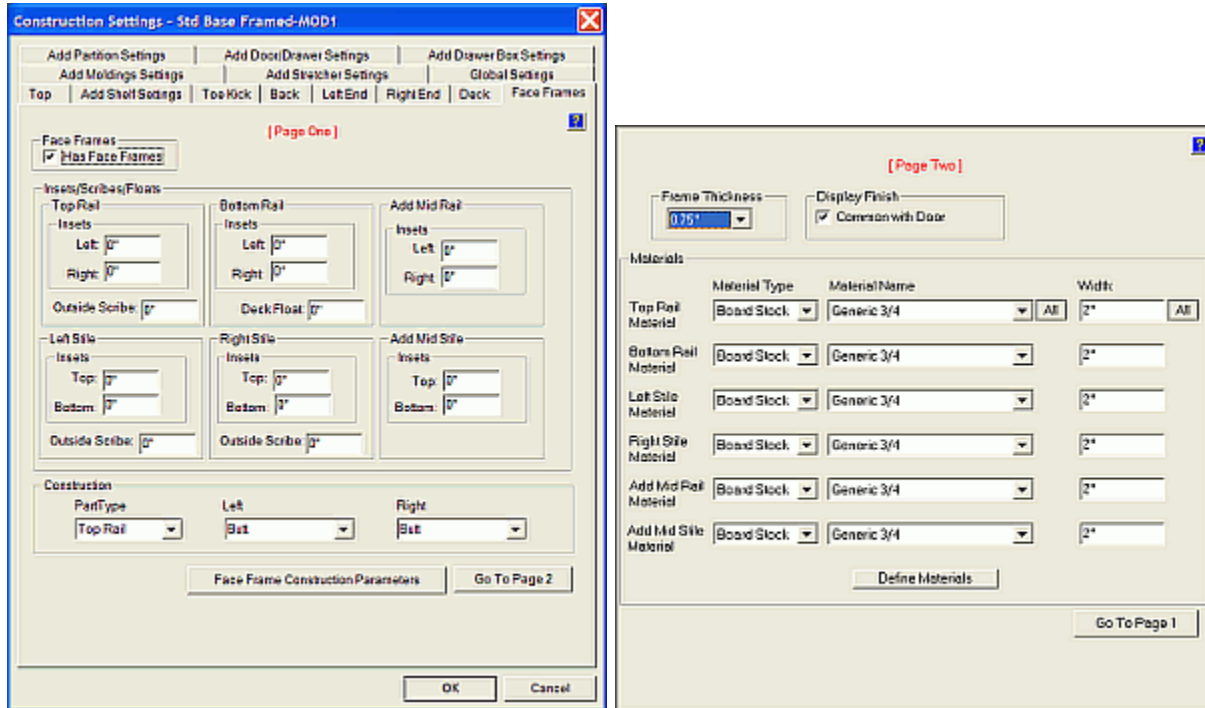 Construction Settings - Std Base Framed-MOD1
Add Partition Settings Add Door/Drawer Settings Add Drawer Box Settings
Add Moldings Settings Add Stretcher Settings Global Settings
Top Add Shelf Settings Toe Kick Back Left End Right End Deck Face Frames
[ Page One ]
?
Face Frames
Has Face Frames
Insets/Scribes/Floats
Top Rail Bottom Rail Add Mid Rail
Insets Insets Insets
Left: 0" Left: 0" Left: 0"
Right: 0" Right: 0" Right: 0"
Outside Scribe: 0" Deck Float: 0"
Left Stile Right Stile Add Mid Stile
Insets Insets Insets
Top: 0" Top: 0" Top: 0"
Bottom: 0" Bottom: 0" Bottom: 0"
Outside Scribe: 0" Outside Scribe: 0"
Construction
PartType Left Right
Top Rail Butt Butt
Face Frame Construction Parameters Go To Page 2
OK Cancel
?
[ Page Two ]
Frame Thickness Display Finish
0.75" Common with Door
Materials
Material Type Material Name Width:
Top Rail Material Board Stock Generic 3/4 All 2" All
Bottom Rail Material Board Stock Generic 3/4 2"
Left Stile Material Board Stock Generic 3/4 2"
Right Stile Material Board Stock Generic 3/4 2"
Add Mid Rail Material Board Stock Generic 3/4 2"
Add Mid Stile Material Board Stock Generic 3/4 2"
Define Materials
Go To Page 1